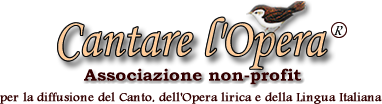 Cantare l'Opera®
Associazione non-profit
per la diffusione del Canto, dell'Opera lirica e della Lingua Italiana